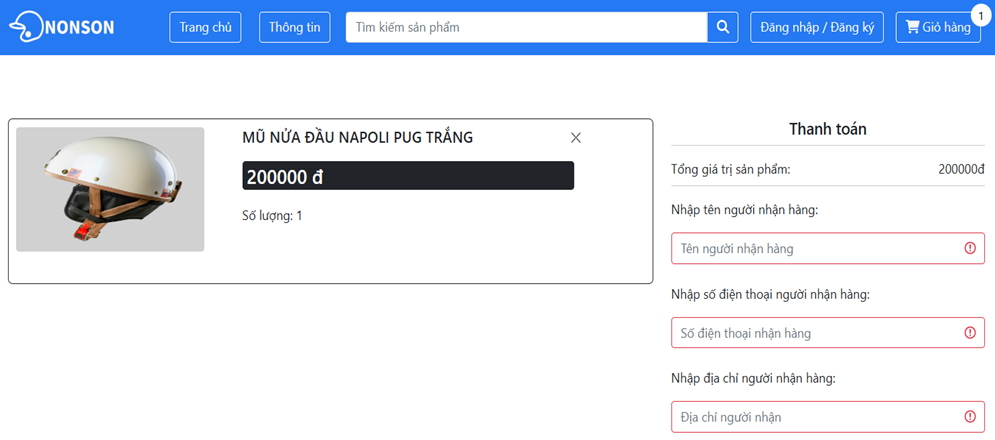 NONSON
Trang chủ
Thông tin
Tìm kiếm sản phẩm
Đăng nhập / Đăng ký
Giỏ hàng
1
MŨ NỬA ĐẦU NAPOLI PUG TRẮNG
200000 đ
Số lượng: 1
Thanh toán
Tổng giá trị sản phẩm: 200000đ
Nhập tên người nhận hàng:
Tên người nhận hàng
Nhập số điện thoại người nhận hàng:
Số điện thoại nhận hàng
Nhập địa chỉ người nhận hàng:
Địa chỉ người nhận